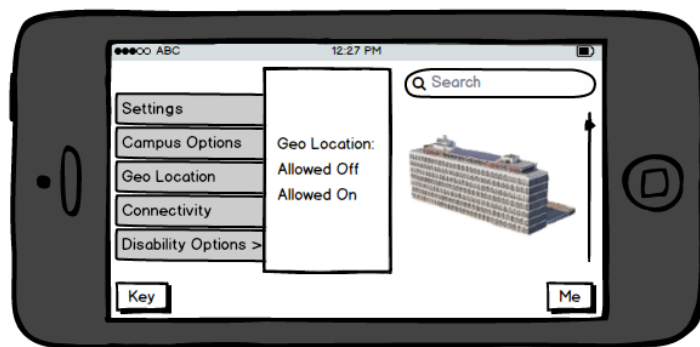 ABC 12:27 PM
Search
Settings
Campus Options
Geo Location
Connectivity
Disability Options >
Geo Location:
Allowed Off
Allowed On
Key
Me